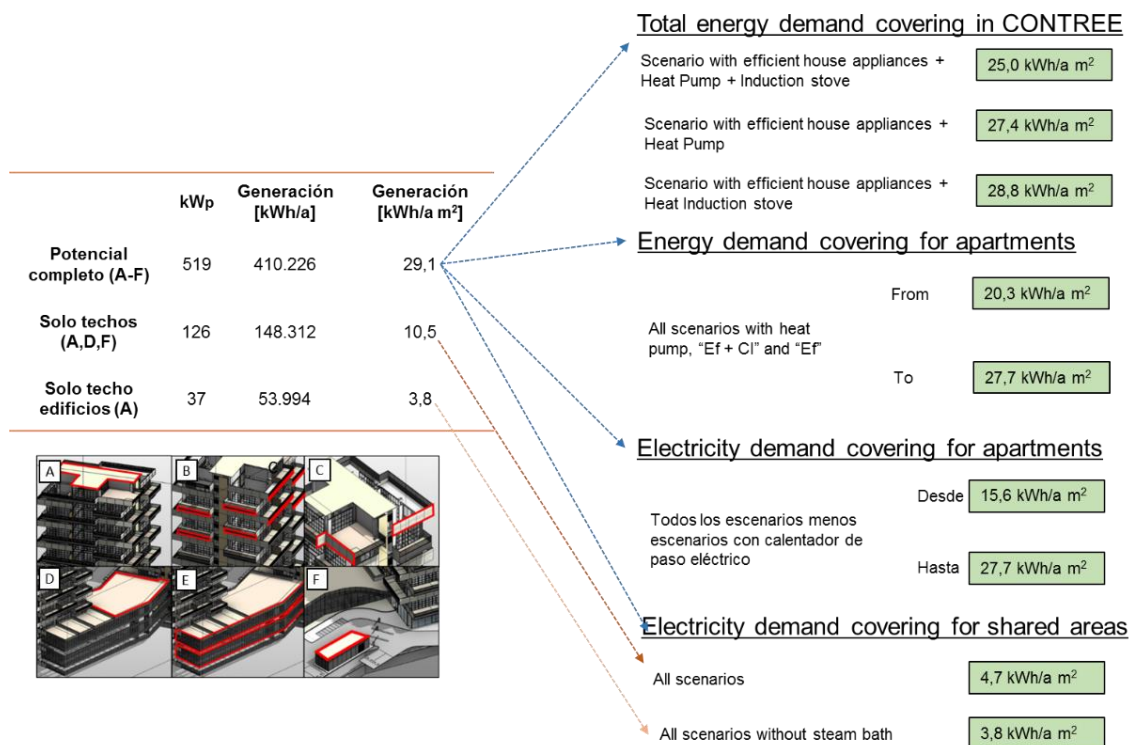 Total energy demand covering in CONTREE
Scenario with efficient house appliances +
Heat Pump + Induction stove
25,0 kWh/a m²
Scenario with efficient house appliances +
Heat Pump
27,4 kWh/a m²
Scenario with efficient house appliances +
Heat Induction stove
28,8 kWh/a m²
kWp
Generación
[kWh/a]
Generación
[kWh/a m²]
Potencial
completo (A-F)
519
410.226
29,1
Solo techos
(A,D,F)
126
148.312
10,5
Solo techo
edificios (A)
37
53.994
3,8
A
B
C
D
E
F
Energy demand covering for apartments
All scenarios with heat
pump, “Ef + CI” and “Ef”
From
20,3 kWh/a m²
To
27,7 kWh/a m²
Electricity demand covering for apartments
Todos los escenarios menos
escenarios con calentador de
paso eléctrico
Desde
15,6 kWh/a m²
Hasta
27,7 kWh/a m²
Electricity demand covering for shared areas
All scenarios
4,7 kWh/a m²
All scenarios without steam bath
3,8 kWh/a m²